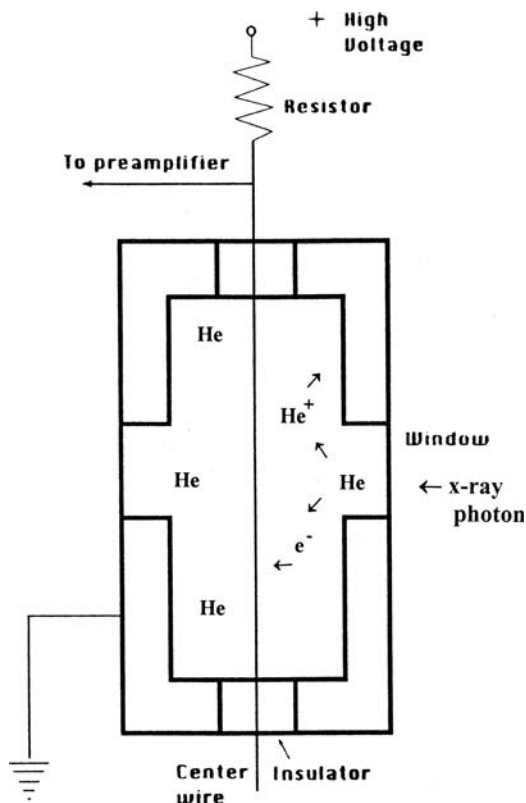 + High
Voltage
Resistor
To preamplifier
He
He⁺
Window
He
He
← x-ray
photon
e⁻
He
Center
wire
Insulator